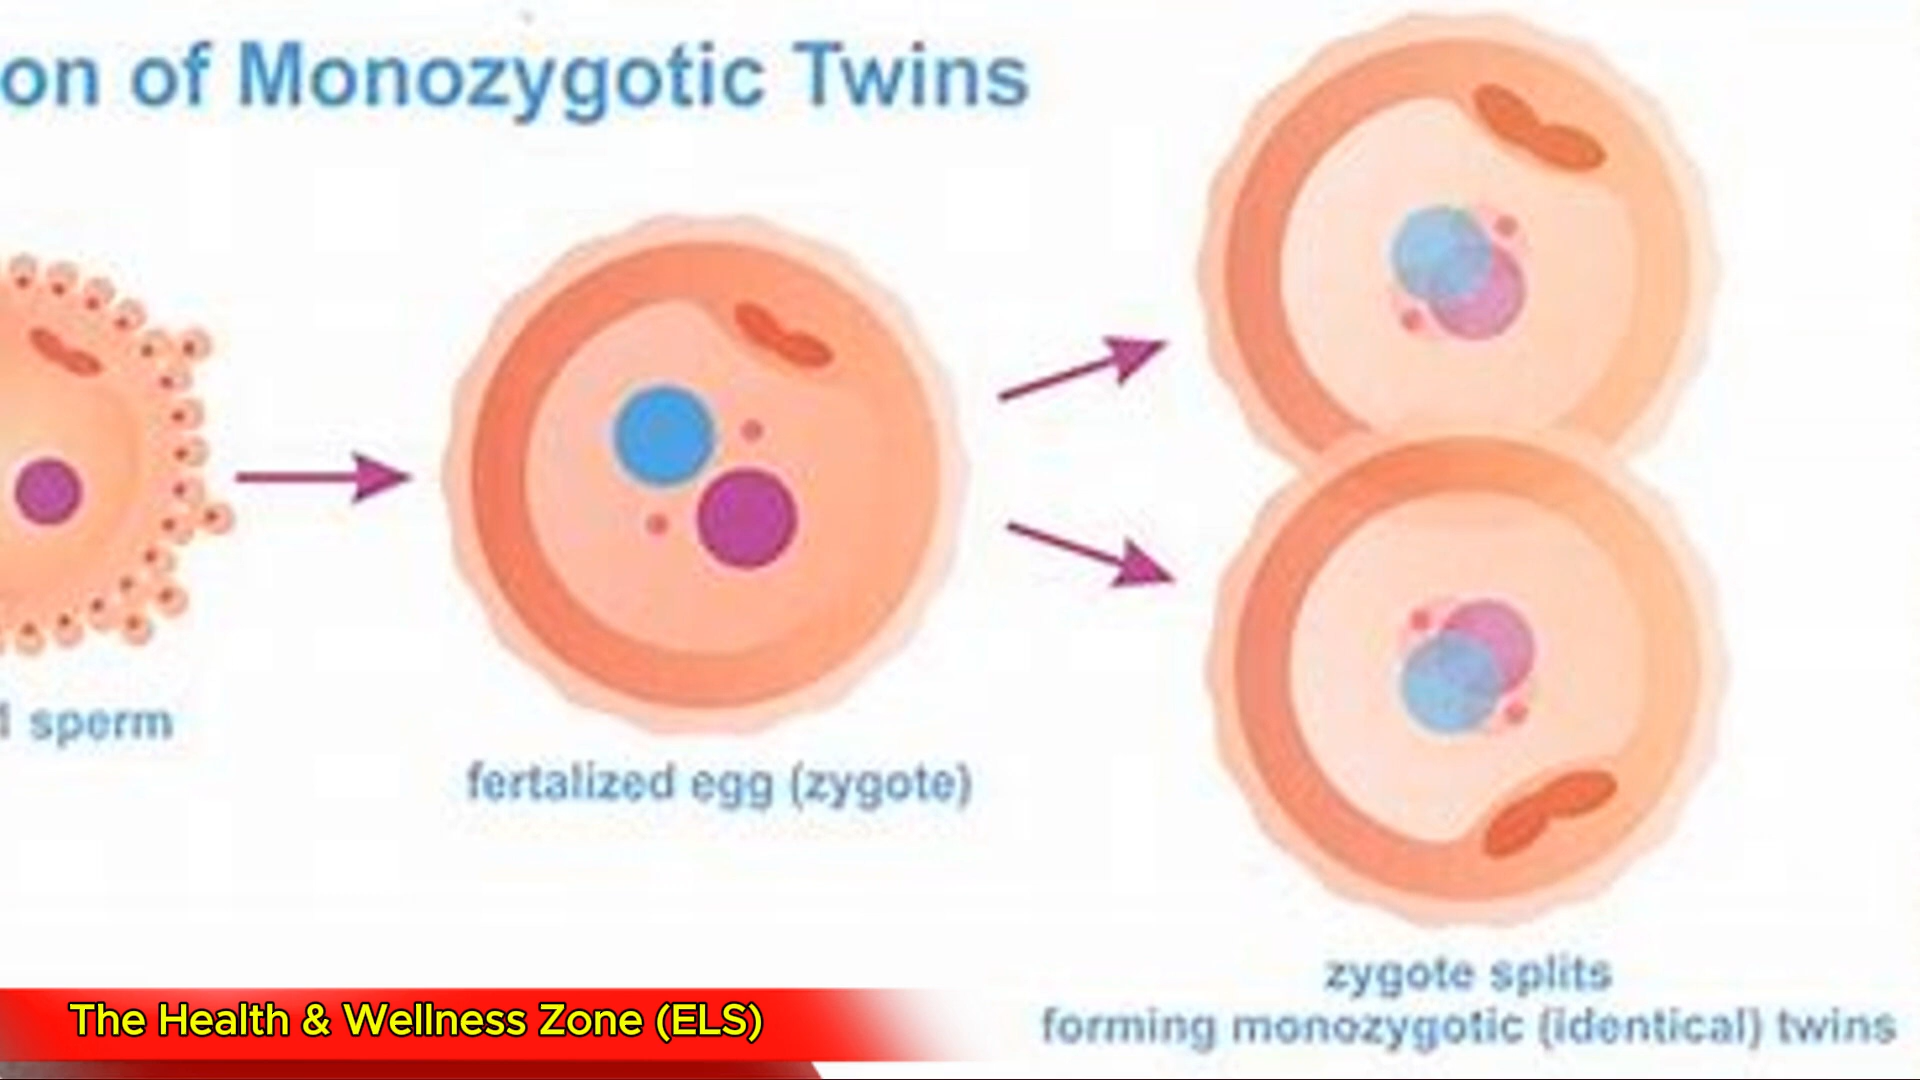 on of Monozygotic Twins
1 sperm
fertalized egg (zygote)
zygote splits
forming monozygotic (identical) twins
The Health & Wellness Zone (ELS)